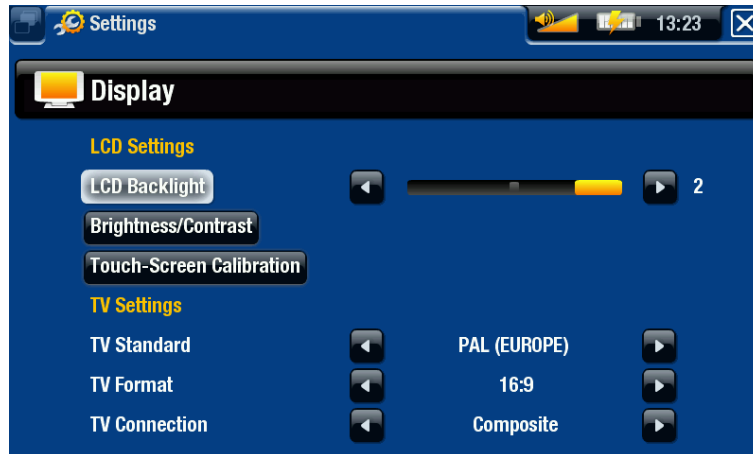 Settings 13:23
Display
LCD Settings
LCD Backlight 2
Brightness/Contrast
Touch-Screen Calibration
TV Settings
TV Standard PAL (EUROPE)
TV Format 16:9
TV Connection Composite